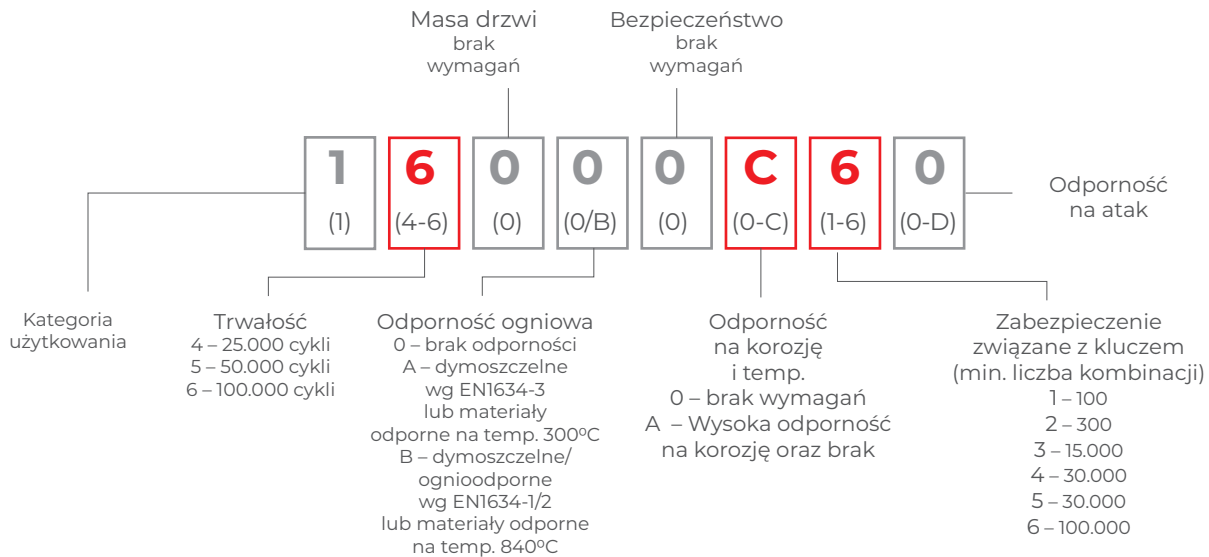 Masa drzwi
brak
wymagań
Bezpieczeństwo
brak
wymagań
1 6 0 0 0 C 6 0
(1) (4-6) (0) (0/B) (0) (0-C) (1-6) (0-D)
Odporność
na atak
Kategoria
użytkowania
Trwałość
4 – 25.000 cykli
5 – 50.000 cykli
6 – 100.000 cykli
Odporność ogniowa
0 – brak odporności
A – dymoszczelne
wg EN1634-3
lub materiały
odporne na temp. 300ºC
B – dymoszczelne/
ognioodporne
wg EN1634-1/2
lub materiały odporne
na temp. 840ºC
Odporność
na korozję
i temp.
0 – brak wymagań
A – Wysoka odporność
na korozję oraz brak
Zabezpieczenie
związane z kluczem
(min. liczba kombinacji)
1 – 100
2 – 300
3 – 15.000
4 – 30.000
5 – 30.000
6 – 100.000